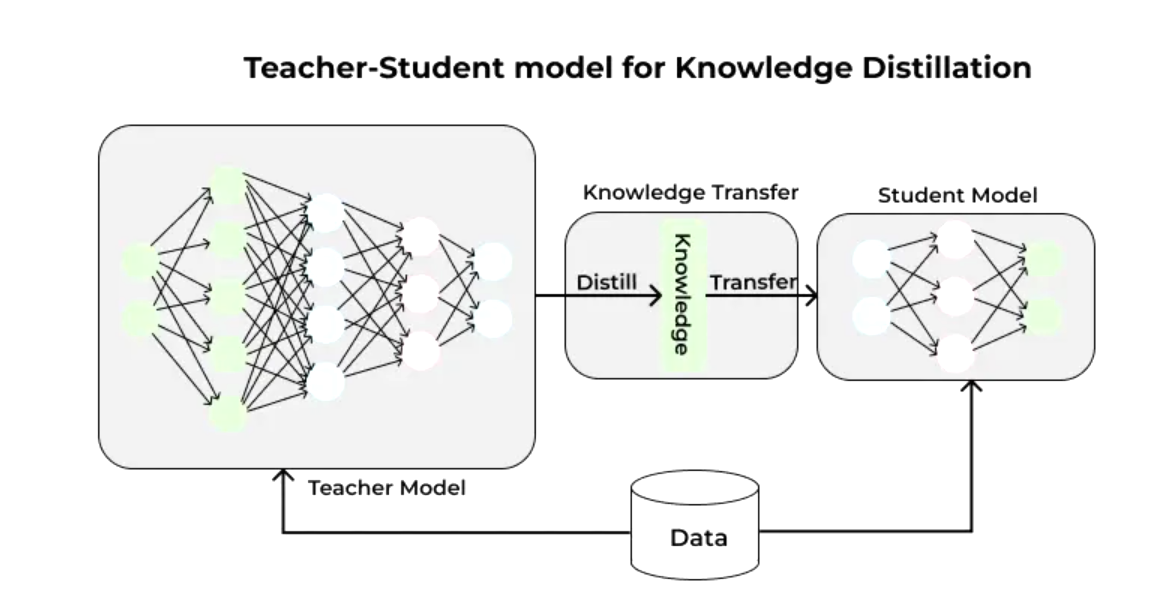 Teacher-Student model for Knowledge Distillation
Knowledge Transfer
Student Model
Distill
Knowledge
Transfer
Teacher Model
Data